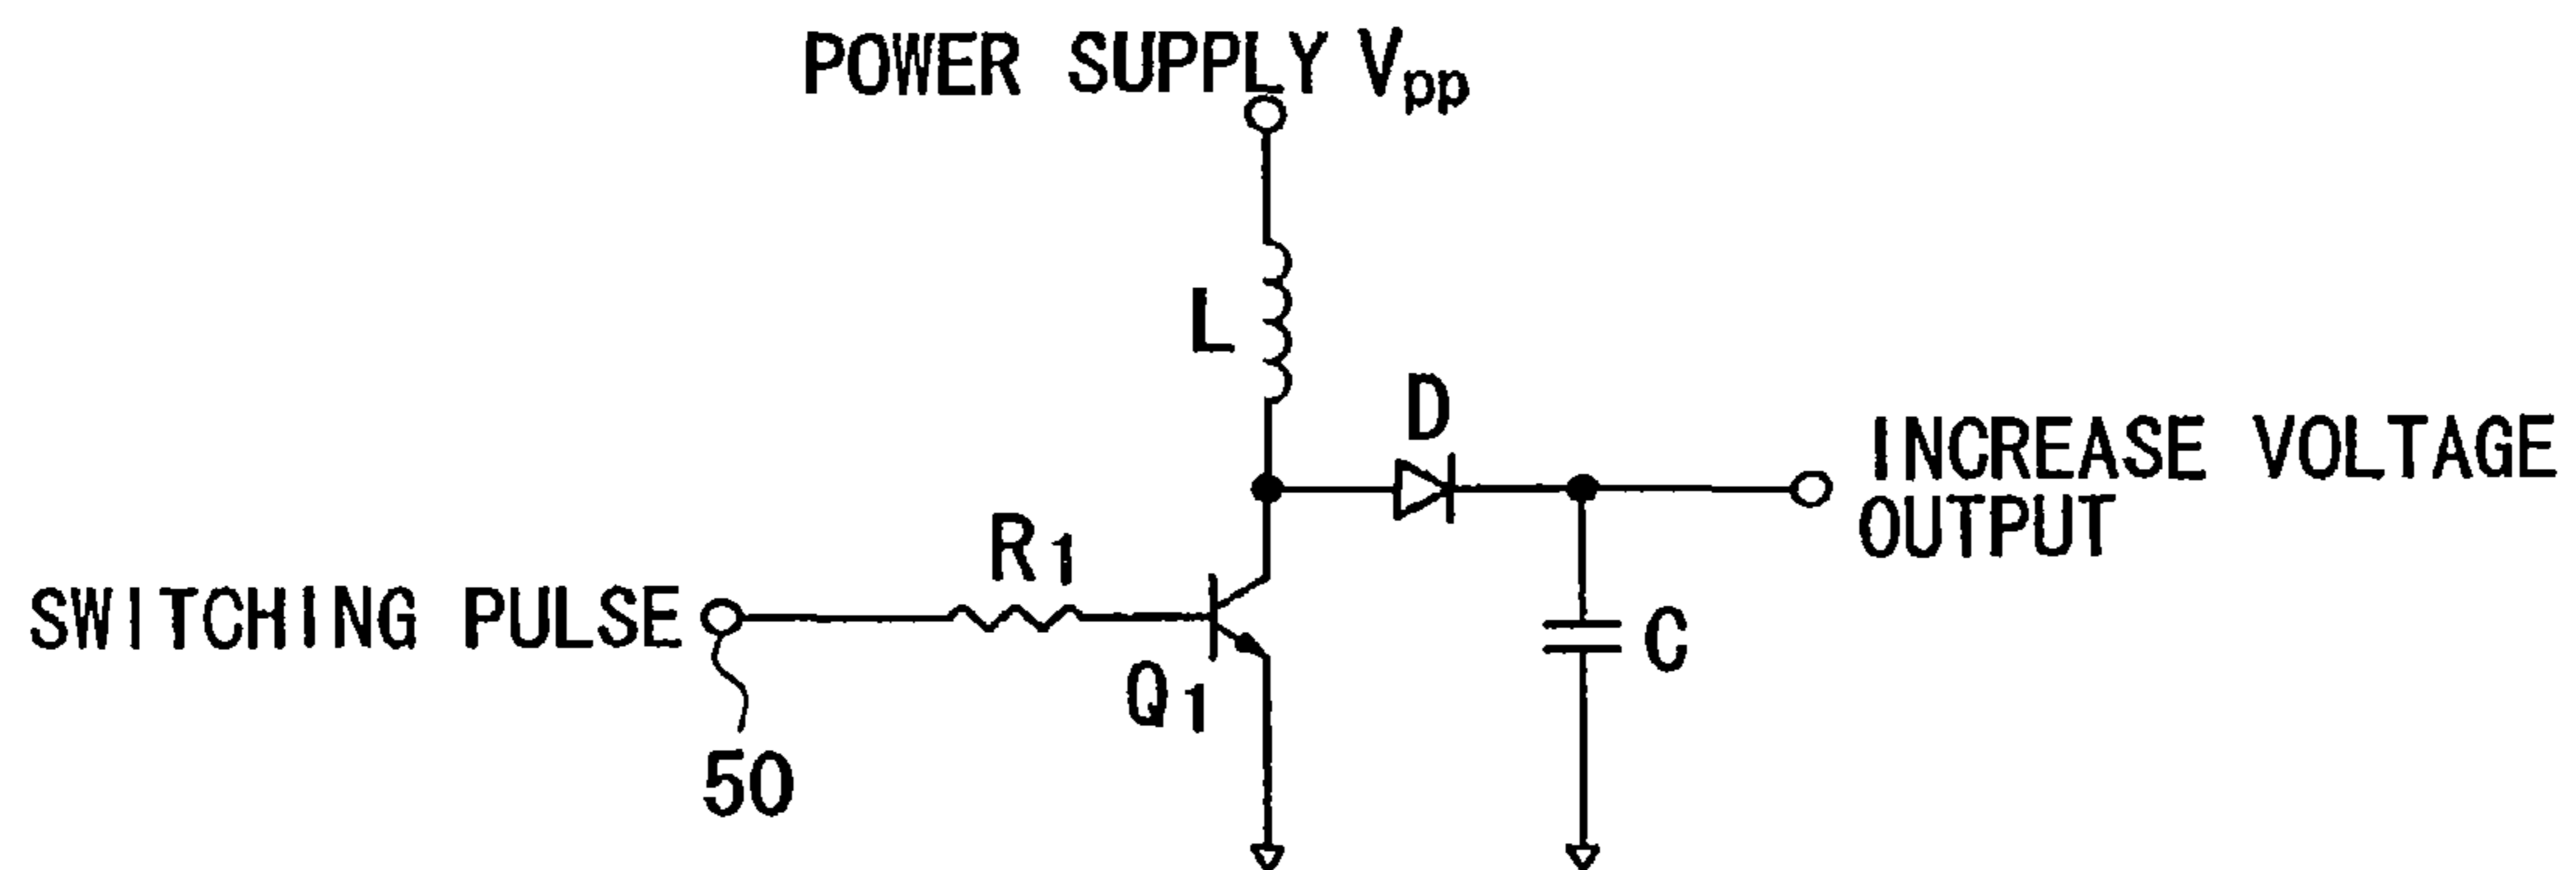 POWER SUPPLY Vpp
L
D
INCREASE VOLTAGE
OUTPUT
R1
SWITCHING PULSE
C
Q1
50